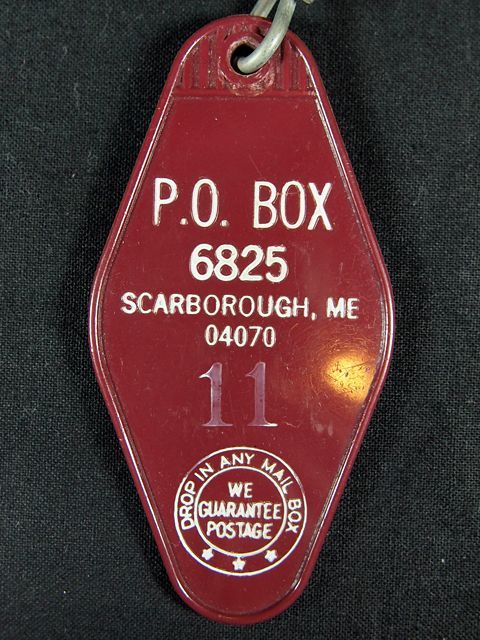 P.O. BOX
6825
SCARBOROUGH, ME
04070
11
DROP IN ANY MAIL BOX
WE
GUARANTEE
POSTAGE